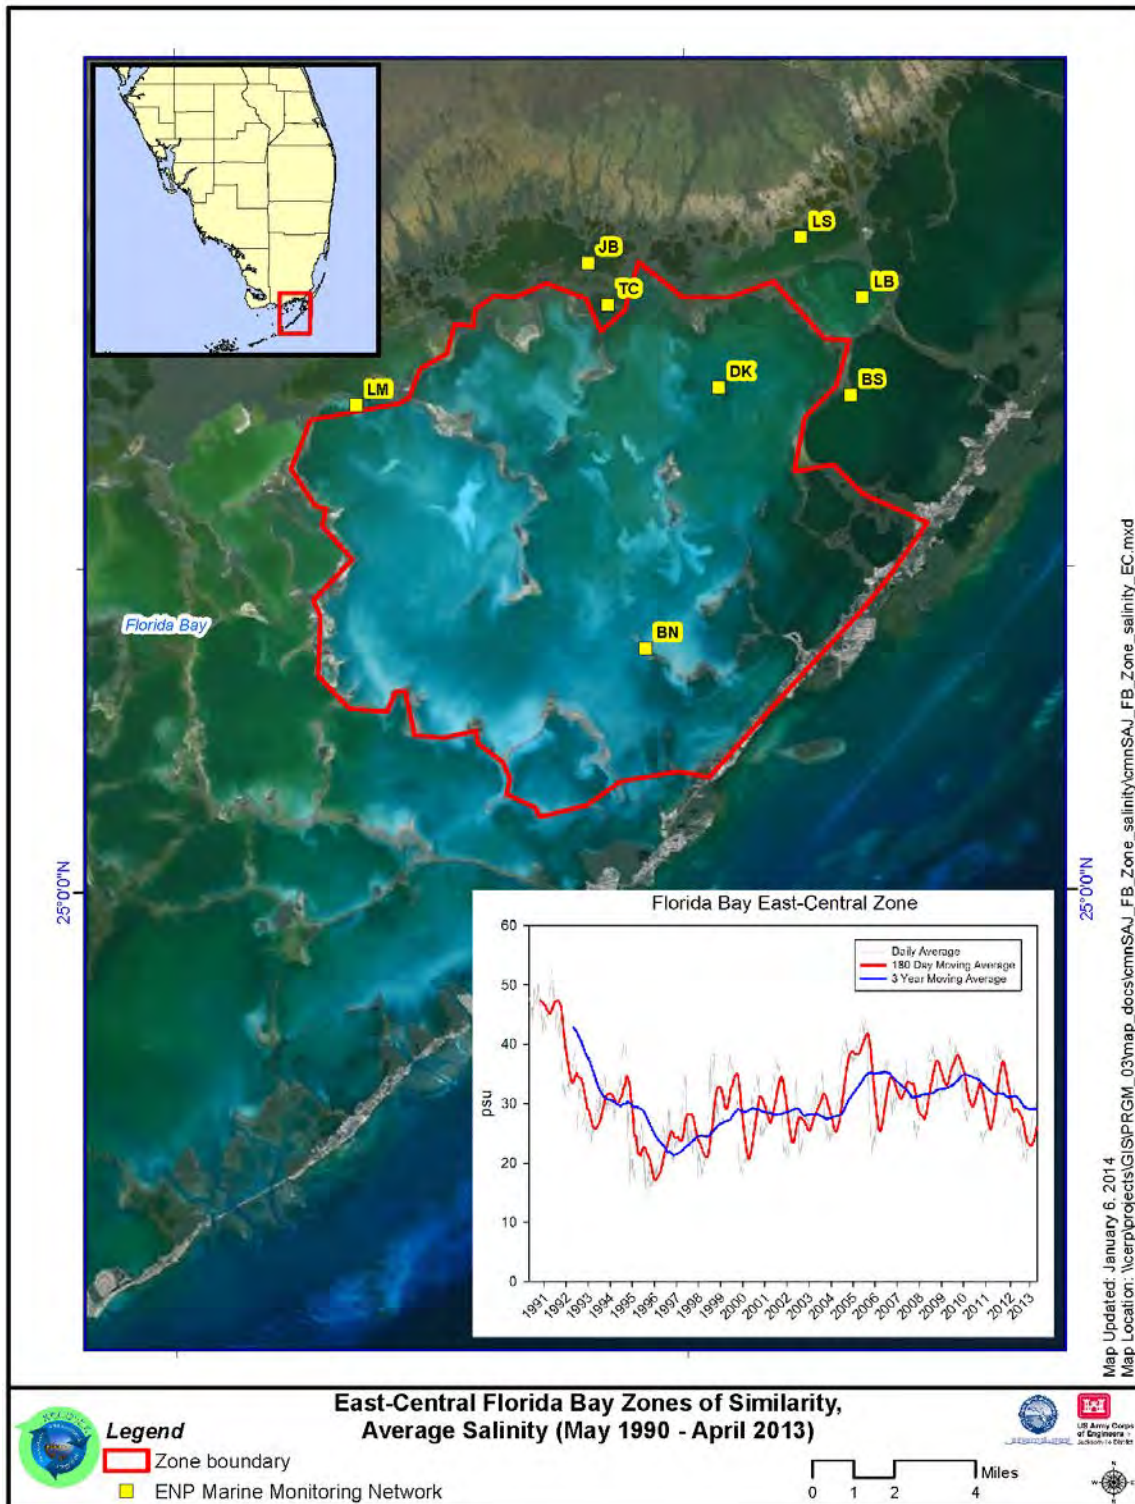 JB
LS
TC
LB
LM
DK
BS
Florida Bay
BN
25°0'0"N
25°0'0"N
Florida Bay East-Central Zone
60
50
40
30
20
10
0
psu
Daily Average
180 Day Moving Average
3 Year Moving Average
1991
1992
1993
1994
1995
1996
1997
1998
1999
2000
2001
2002
2003
2004
2005
2006
2007
2008
2009
2010
2011
2012
2013
Map Updated: January 6, 2014
Map Location: \\cerp\projects\GIS\PRGM_03\map_docs\cmn\SAJ_FB_Zone_salinity\cmnSAJ_FB_Zone_salinity_EC.mxd
East-Central Florida Bay Zones of Similarity,
Average Salinity (May 1990 - April 2013)
Legend
Zone boundary
ENP Marine Monitoring Network
0 1 2 4 Miles
US Army Corps
of Engineers
Jacksonville District